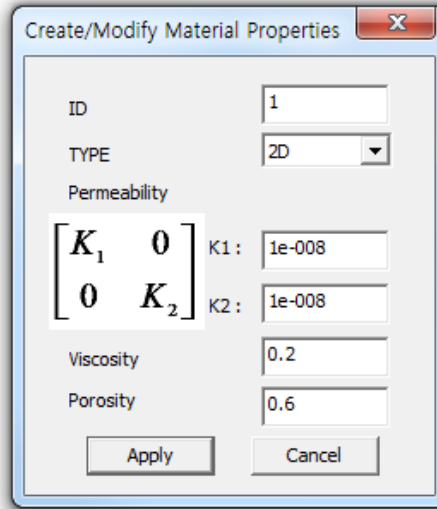 Create/Modify Material Properties
ID 1
TYPE 2D
Permeability
K₁ 0 K1 : 1e-008
0 K₂ K2 : 1e-008
Viscosity 0.2
Porosity 0.6
Apply Cancel